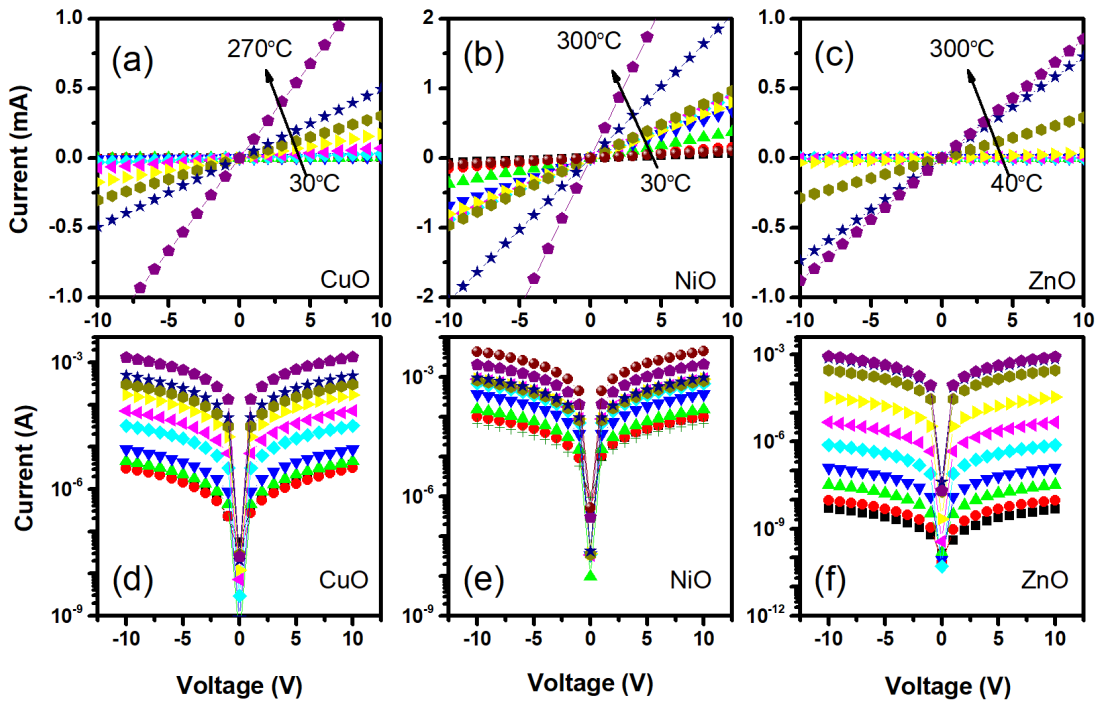 1.0
0.5
0.0
-0.5
-1.0
Current (mA)
(a)
270°C
30°C
CuO
-10 -5 0 5 10
2
1
0
-1
-2
(b)
300°C
30°C
NiO
-10 -5 0 5 10
1.0
0.5
0.0
-0.5
-1.0
(c)
300°C
40°C
ZnO
-10 -5 0 5 10
10⁻³
10⁻⁶
10⁻⁹
Current (A)
(d)
CuO
-10 -5 0 5 10
Voltage (V)
10⁻³
10⁻⁶
10⁻⁹
(e)
NiO
-10 -5 0 5 10
Voltage (V)
10⁻³
10⁻⁶
10⁻⁹
10⁻¹²
(f)
ZnO
-10 -5 0 5 10
Voltage (V)